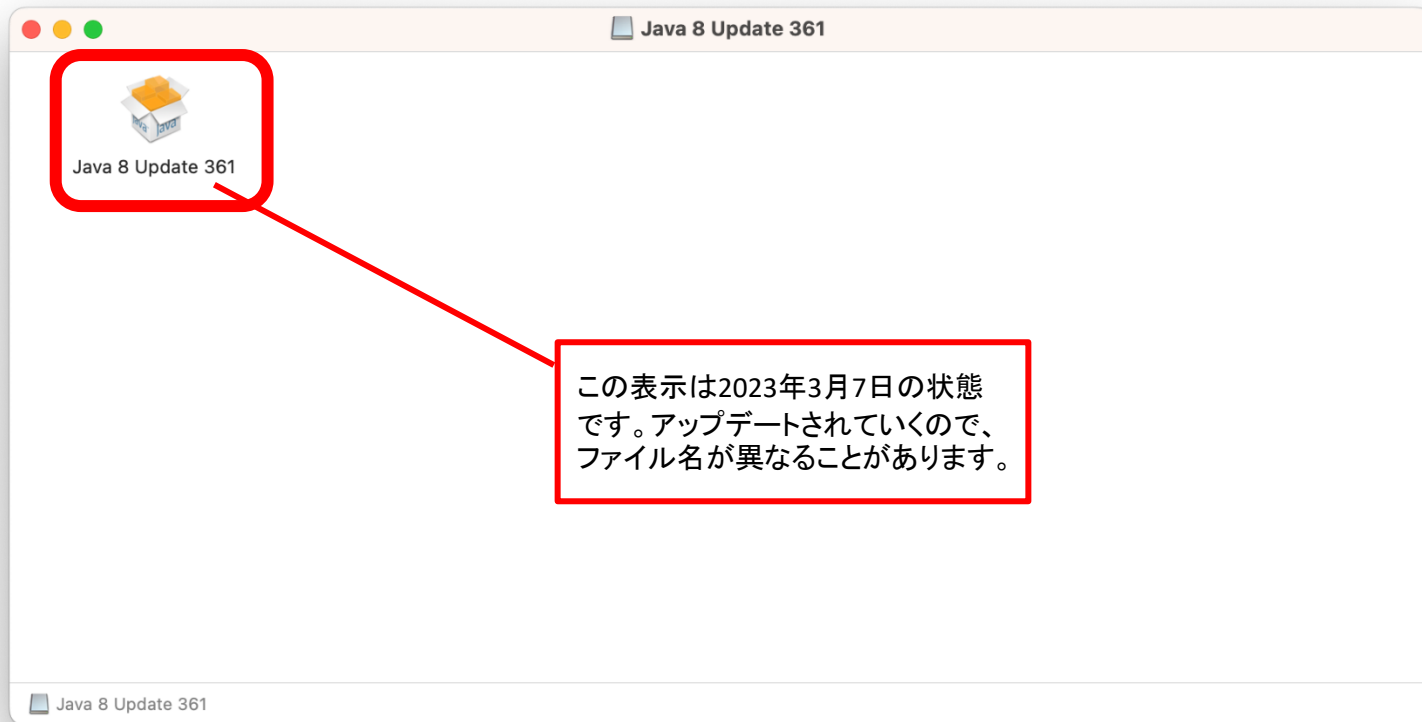 Java 8 Update 361
Java Java
Java 8 Update 361
この表示は2023年3月7日の状態
です。アップデートされていくので、
ファイル名が異なることがあります。
Java 8 Update 361